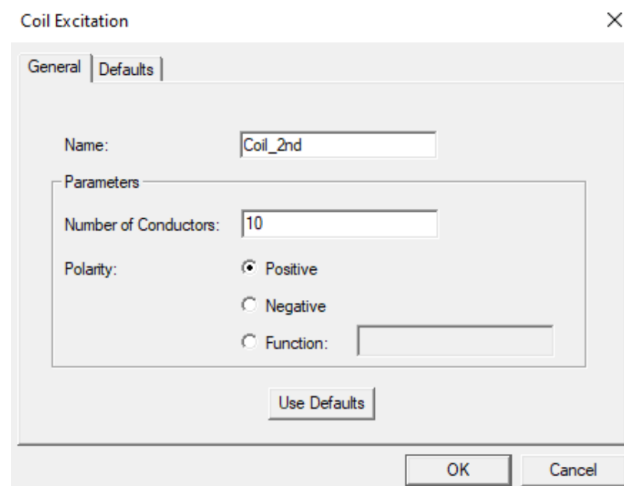 Coil Excitation
General Defaults
Name: Coil_2nd
Parameters
Number of Conductors: 10
Polarity: Positive
Negative
Function:
Use Defaults
OK Cancel